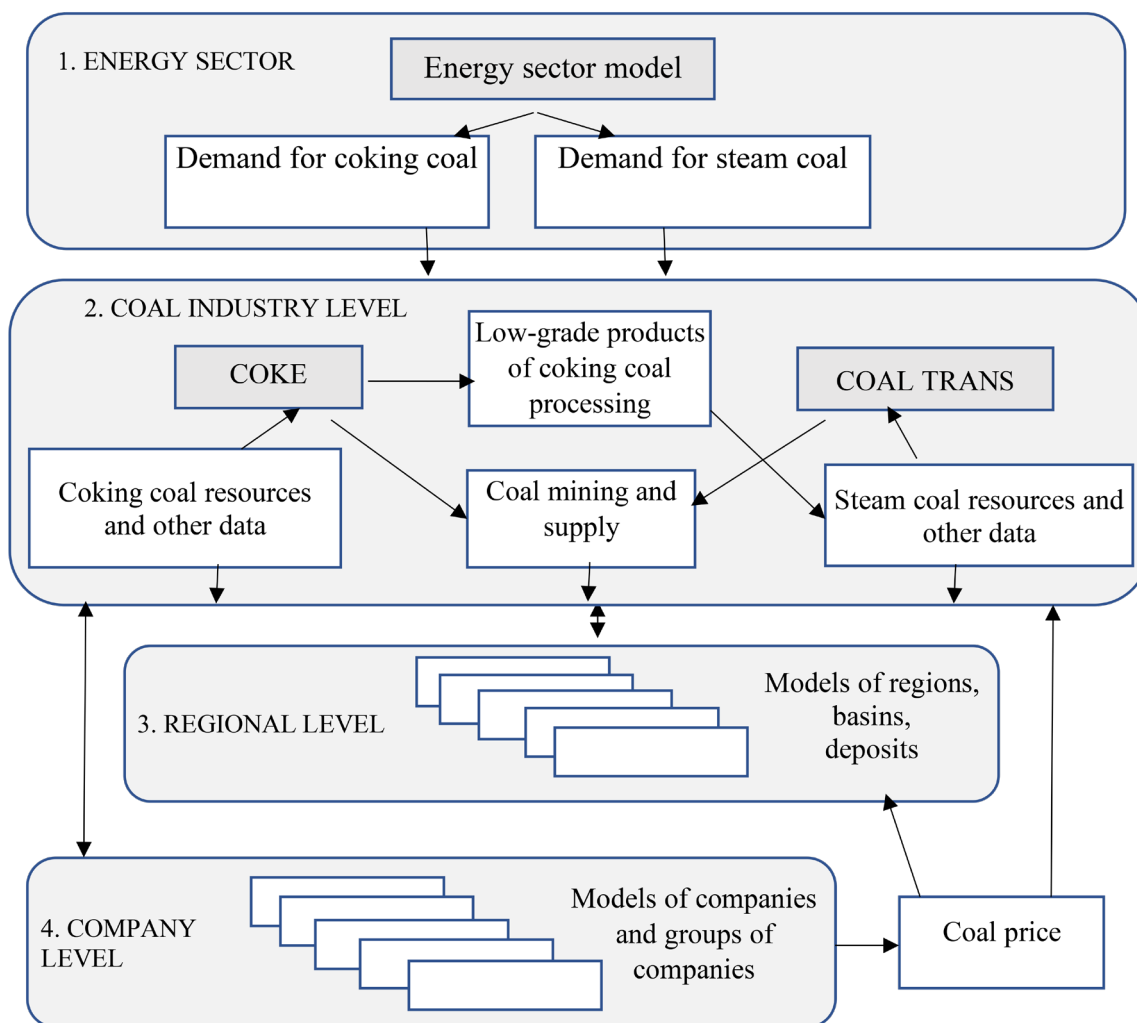 1. ENERGY SECTOR
Energy sector model
Demand for coking coal
Demand for steam coal
2. COAL INDUSTRY LEVEL
Low-grade products
of coking coal
processing
COKE
COAL TRANS
Coking coal resources
and other data
Coal mining and
supply
Steam coal resources and
other data
3. REGIONAL LEVEL
Models of regions,
basins,
deposits
4. COMPANY
LEVEL
Models of companies
and groups of
companies
Coal price